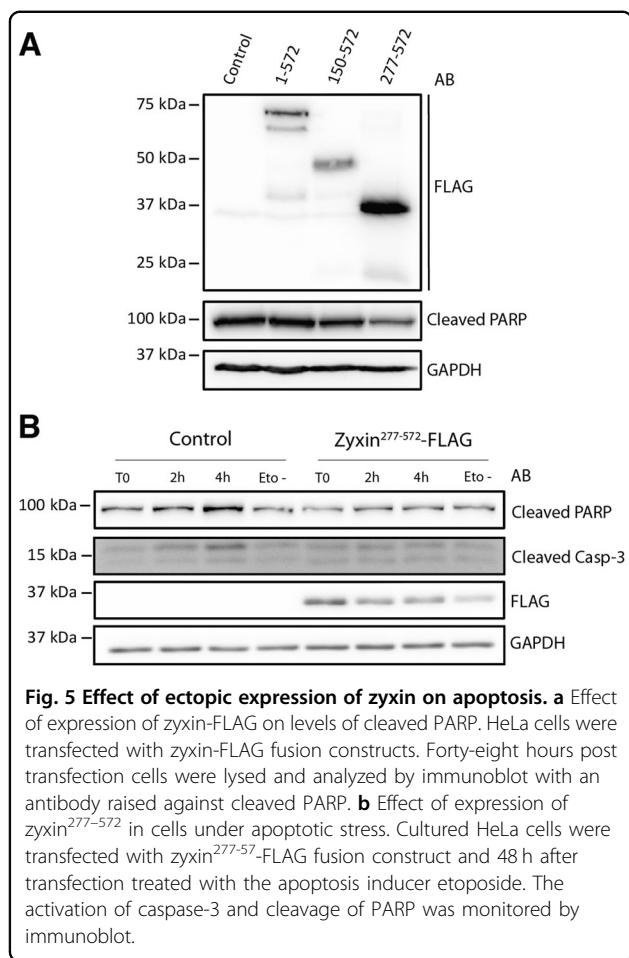 A
Control
1-572
150-572
277-572
AB
75 kDa
50 kDa
37 kDa
25 kDa
FLAG
100 kDa
Cleaved PARP
37 kDa
GAPDH
B
Control
Zyxin277-572-FLAG
T0 2h 4h Eto - T0 2h 4h Eto - AB
100 kDa
Cleaved PARP
15 kDa
Cleaved Casp-3
37 kDa
FLAG
37 kDa
GAPDH
Fig. 5 Effect of ectopic expression of zyxin on apoptosis. a Effect
of expression of zyxin-FLAG on levels of cleaved PARP. HeLa cells were
transfected with zyxin-FLAG fusion constructs. Forty-eight hours post
transfection cells were lysed and analyzed by immunoblot with an
antibody raised against cleaved PARP. b Effect of expression of
zyxin277–572 in cells under apoptotic stress. Cultured HeLa cells were
transfected with zyxin277-57-FLAG fusion construct and 48 h after
transfection treated with the apoptosis inducer etoposide. The
activation of caspase-3 and cleavage of PARP was monitored by
immunoblot.